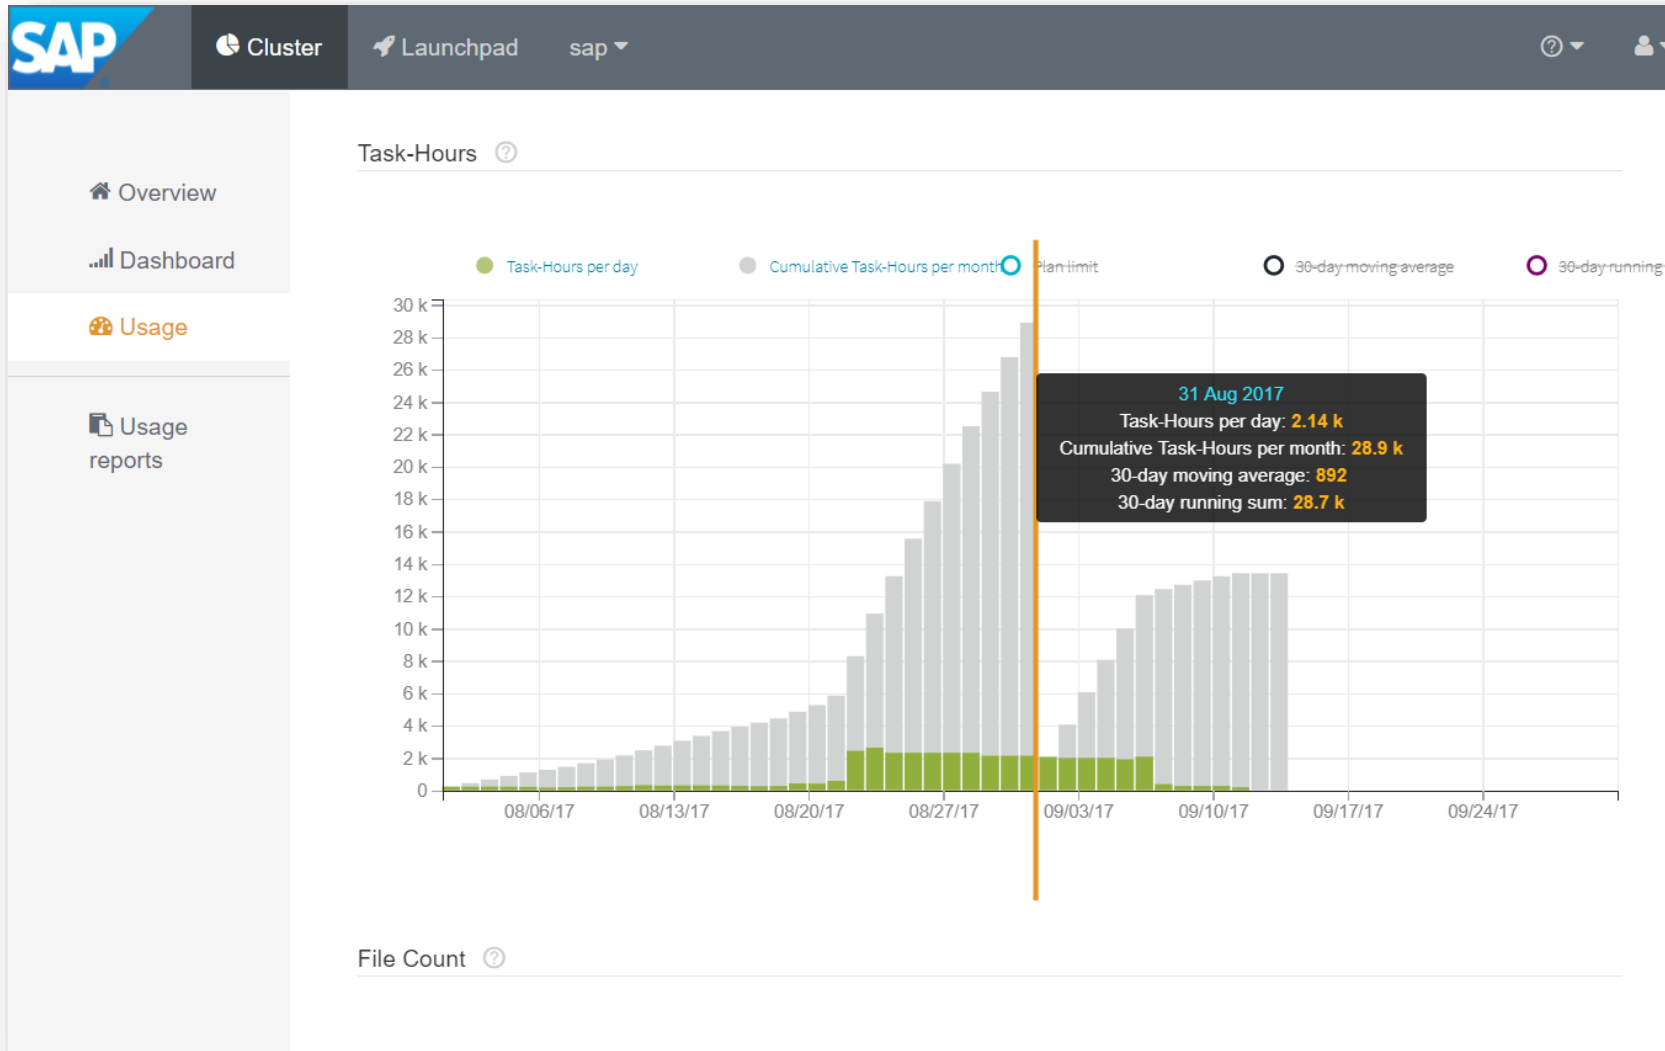 SAP
Cluster
Launchpad
sap
Overview
Dashboard
Usage
Usage
reports
Task-Hours
Task-Hours per day
Cumulative Task-Hours per month
Plan limit
30-day moving average
30-day running
30 k
28 k
26 k
24 k
22 k
20 k
18 k
16 k
14 k
12 k
10 k
8 k
6 k
4 k
2 k
0
31 Aug 2017
Task-Hours per day: 2.14 k
Cumulative Task-Hours per month: 28.9 k
30-day moving average: 892
30-day running sum: 28.7 k
08/06/17
08/13/17
08/20/17
08/27/17
09/03/17
09/10/17
09/17/17
09/24/17
File Count